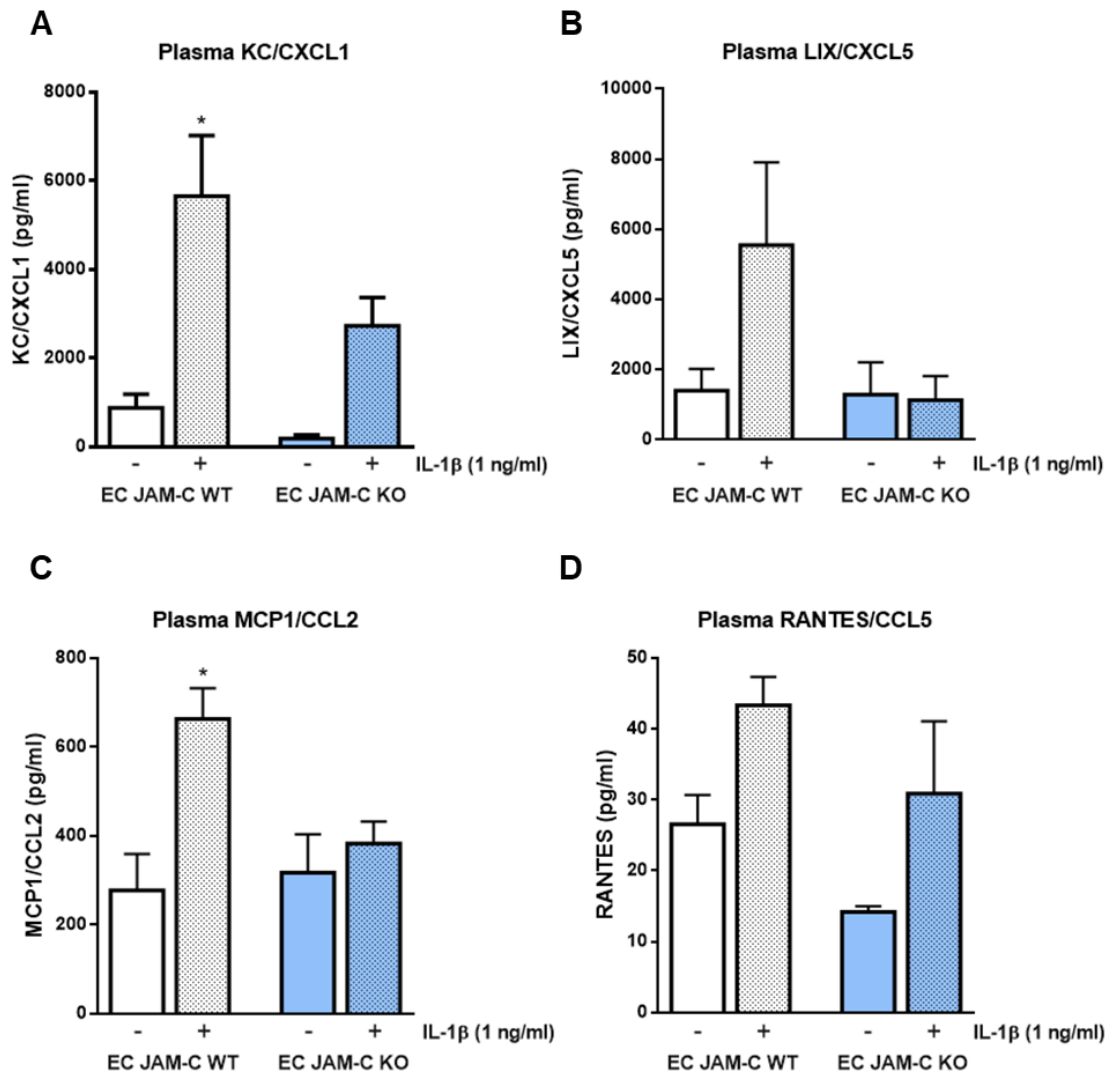 A
Plasma KC/CXCL1
KC/CXCL1 (pg/ml)
8000
6000
4000
2000
0
*
- + - + IL-1β (1 ng/ml)
EC JAM-C WT EC JAM-C KO
B
Plasma LIX/CXCL5
LIX/CXCL5 (pg/ml)
10000
8000
6000
4000
2000
0
- + - + IL-1β (1 ng/ml)
EC JAM-C WT EC JAM-C KO
C
Plasma MCP1/CCL2
MCP1/CCL2 (pg/ml)
800
600
400
200
0
*
- + - + IL-1β (1 ng/ml)
EC JAM-C WT EC JAM-C KO
D
Plasma RANTES/CCL5
RANTES (pg/ml)
50
40
30
20
10
0
- + - + IL-1β (1 ng/ml)
EC JAM-C WT EC JAM-C KO